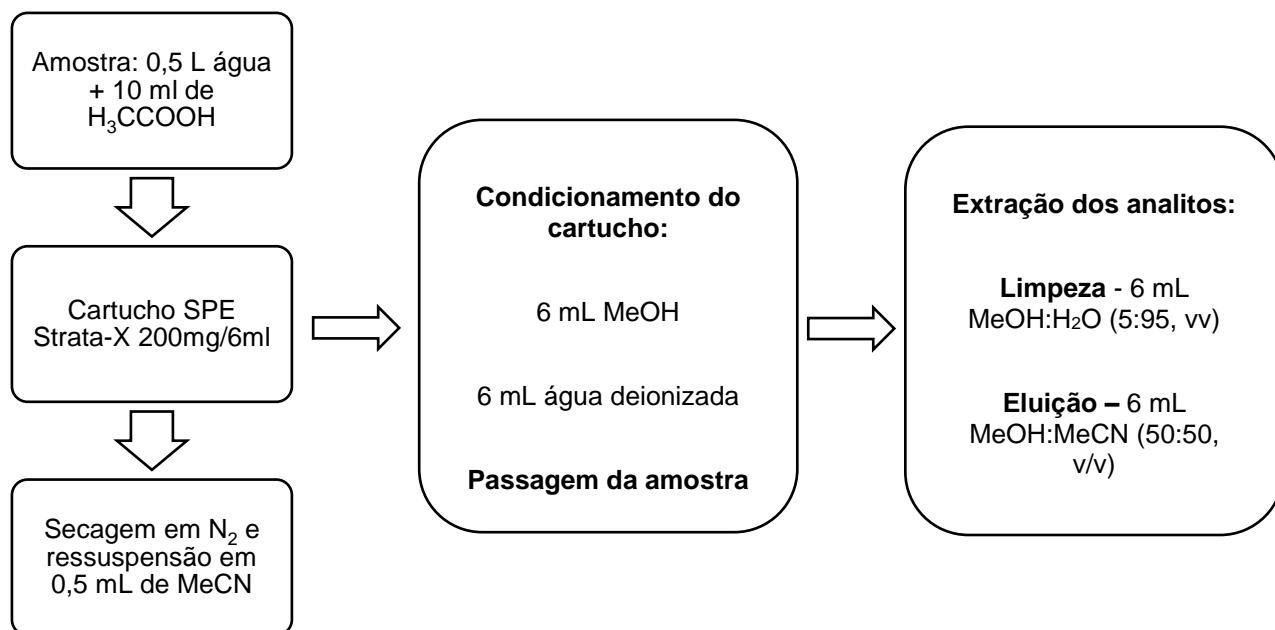 Amostra: 0,5 L água
+ 10 ml de
H₃CCOOH
Cartucho SPE
Strata-X 200mg/6ml
Secagem em N₂ e
ressuspensão em
0,5 mL de MeCN
Condicionamento do
cartucho:
6 mL MeOH
6 mL água deionizada
Passagem da amostra
Extração dos analitos:
Limpeza - 6 mL
MeOH:H₂O (5:95, vv)
Eluição – 6 mL
MeOH:MeCN (50:50,
v/v)